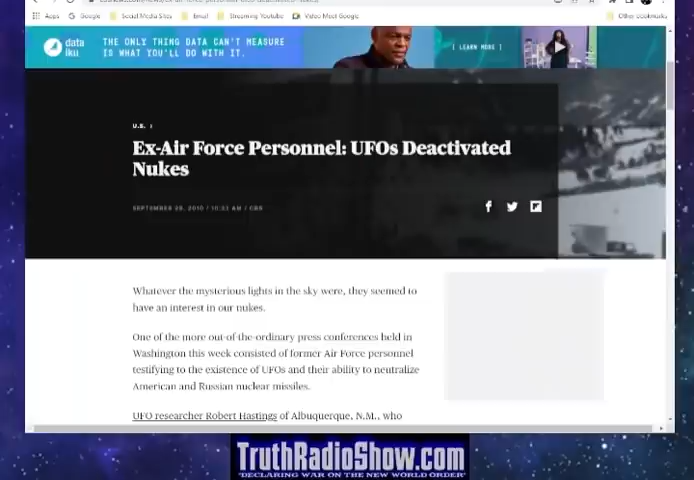 Apps
Google
Social Media Sites
Email
Streaming Youtube
Video Meet Google
Other bookmarks
data
iku
THE ONLY THING DATA CAN'T MEASURE
IS WHAT YOU'LL DO WITH IT.
[ LEARN MORE ]
U.S.
Ex-Air Force Personnel: UFOs Deactivated
Nukes
SEPTEMBER 28, 2010 / 10:33 AM / CBS
Whatever the mysterious lights in the sky were, they seemed to
have an interest in our nukes.
One of the more out-of-the-ordinary press conferences held in
Washington this week consisted of former Air Force personnel
testifying to the existence of UFOs and their ability to neutralize
American and Russian nuclear missiles.
UFO researcher Robert Hastings of Albuquerque, N.M., who
TruthRadioShow.com
"DECLARING WAR ON THE NEW WORLD ORDER"